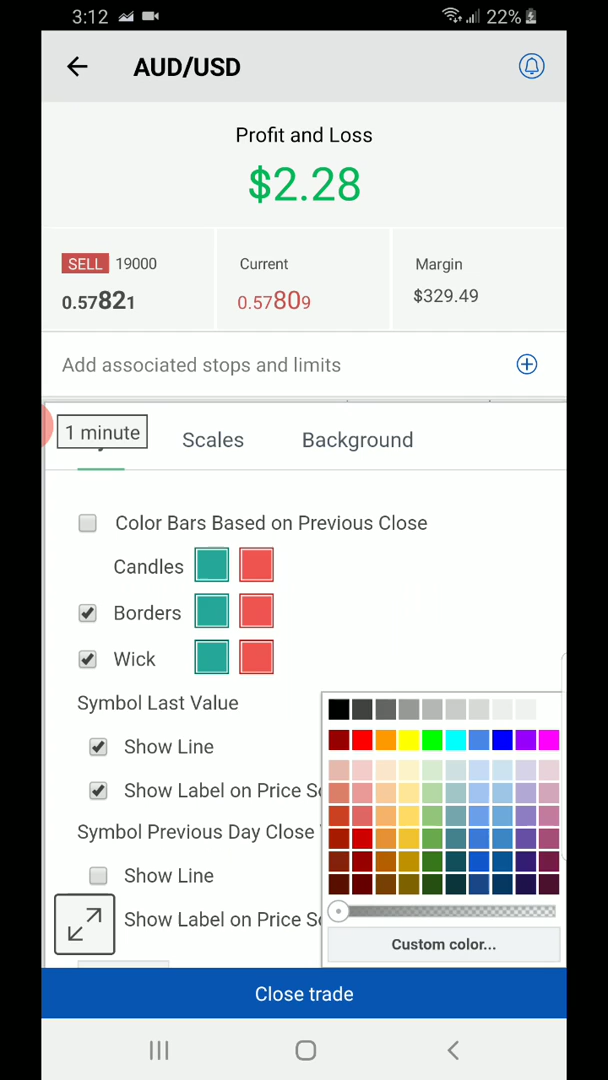 3:12 22%
AUD/USD
Profit and Loss
$2.28
SELL 19000 Current Margin
0.57821 0.57809 $329.49
Add associated stops and limits
1 minute Scales Background
Color Bars Based on Previous Close
Candles
Borders
Wick
Symbol Last Value
Show Line
Show Label on Price
Symbol Previous Day Close
Show Line
Show Label on Price
Custom color...
Close trade